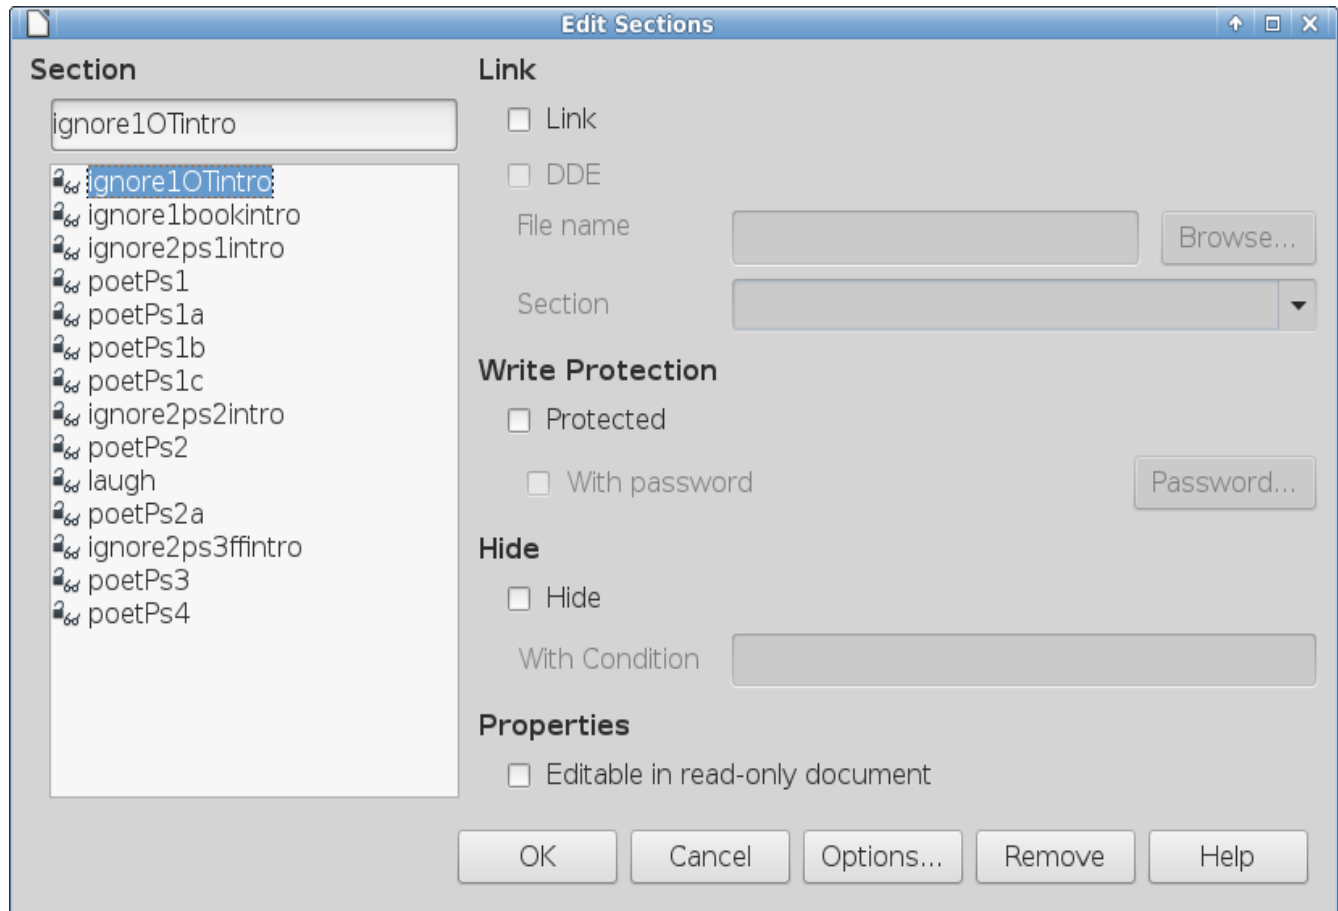 Edit Sections
Section
ignore1OTintro
ignore1OTintro
ignore1bookintro
ignore2ps1intro
poetPs1
poetPs1a
poetPs1b
poetPs1c
ignore2ps2intro
poetPs2
laugh
poetPs2a
ignore2ps3ffintro
poetPs3
poetPs4
Link
Link
DDE
File name
Browse...
Section
Write Protection
Protected
With password
Password...
Hide
Hide
With Condition
Properties
Editable in read-only document
OK
Cancel
Options...
Remove
Help